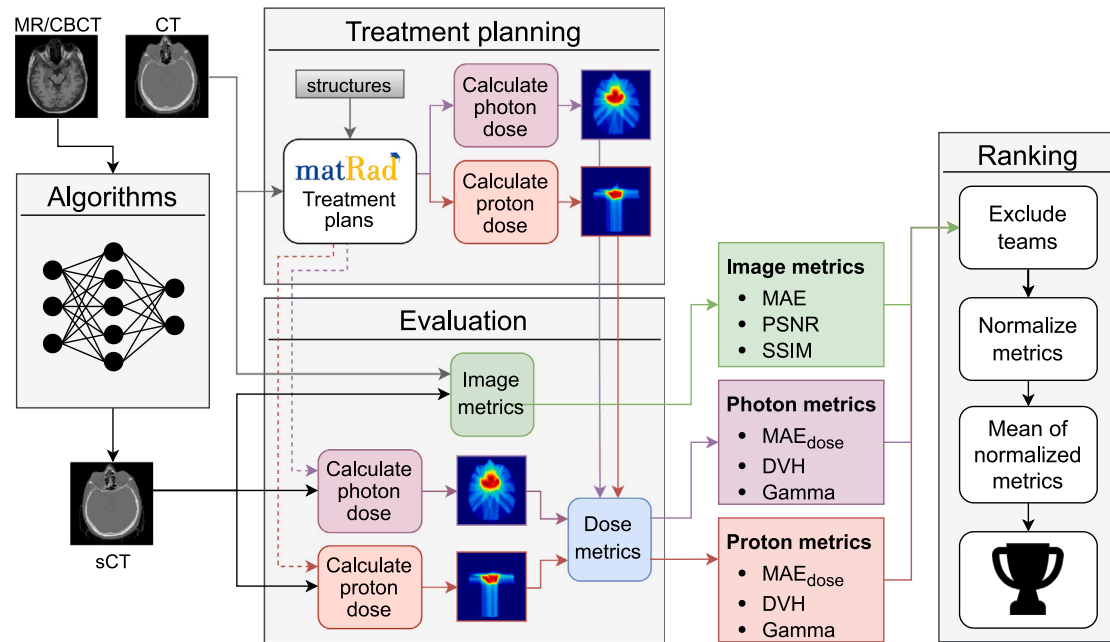 MR/CBCT
CT
Algorithms
sCT
Treatment planning
structures
matRad
Treatment
plans
Calculate
photon
dose
Calculate
proton
dose
Evaluation
Image
metrics
Calculate
photon
dose
Calculate
proton
dose
Dose
metrics
Image metrics
• MAE
• PSNR
• SSIM
Photon metrics
• MAEdose
• DVH
• Gamma
Proton metrics
• MAEdose
• DVH
• Gamma
Ranking
Exclude
teams
Normalize
metrics
Mean of
normalized
metrics